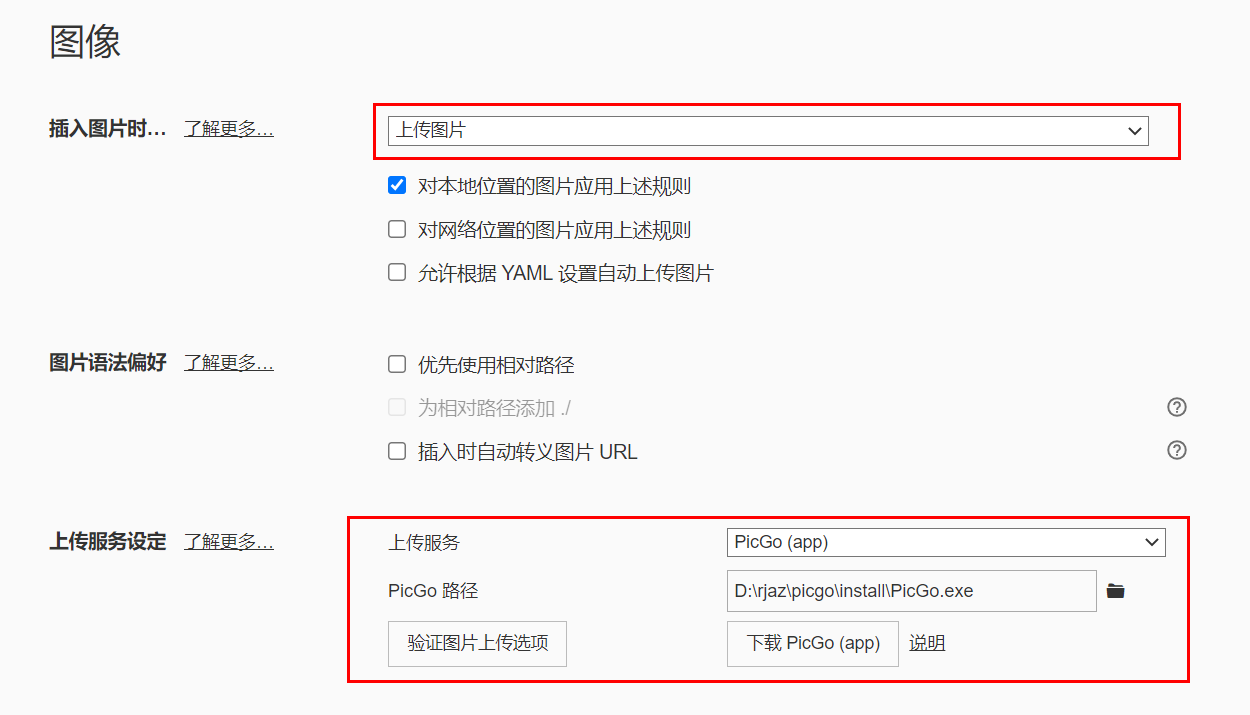 图像
插入图片时... 了解更多... 上传图片
对本地位置的图片应用上述规则
对网络位置的图片应用上述规则
允许根据 YAML 设置自动上传图片
图片语法偏好 了解更多... 优先使用相对路径
为相对路径添加 ./
插入时自动转义图片 URL
上传服务设定 了解更多... 上传服务 PicGo (app)
PicGo 路径 D:\rjaz\picgo\install\PicGo.exe
验证图片上传选项 下载 PicGo (app) 说明